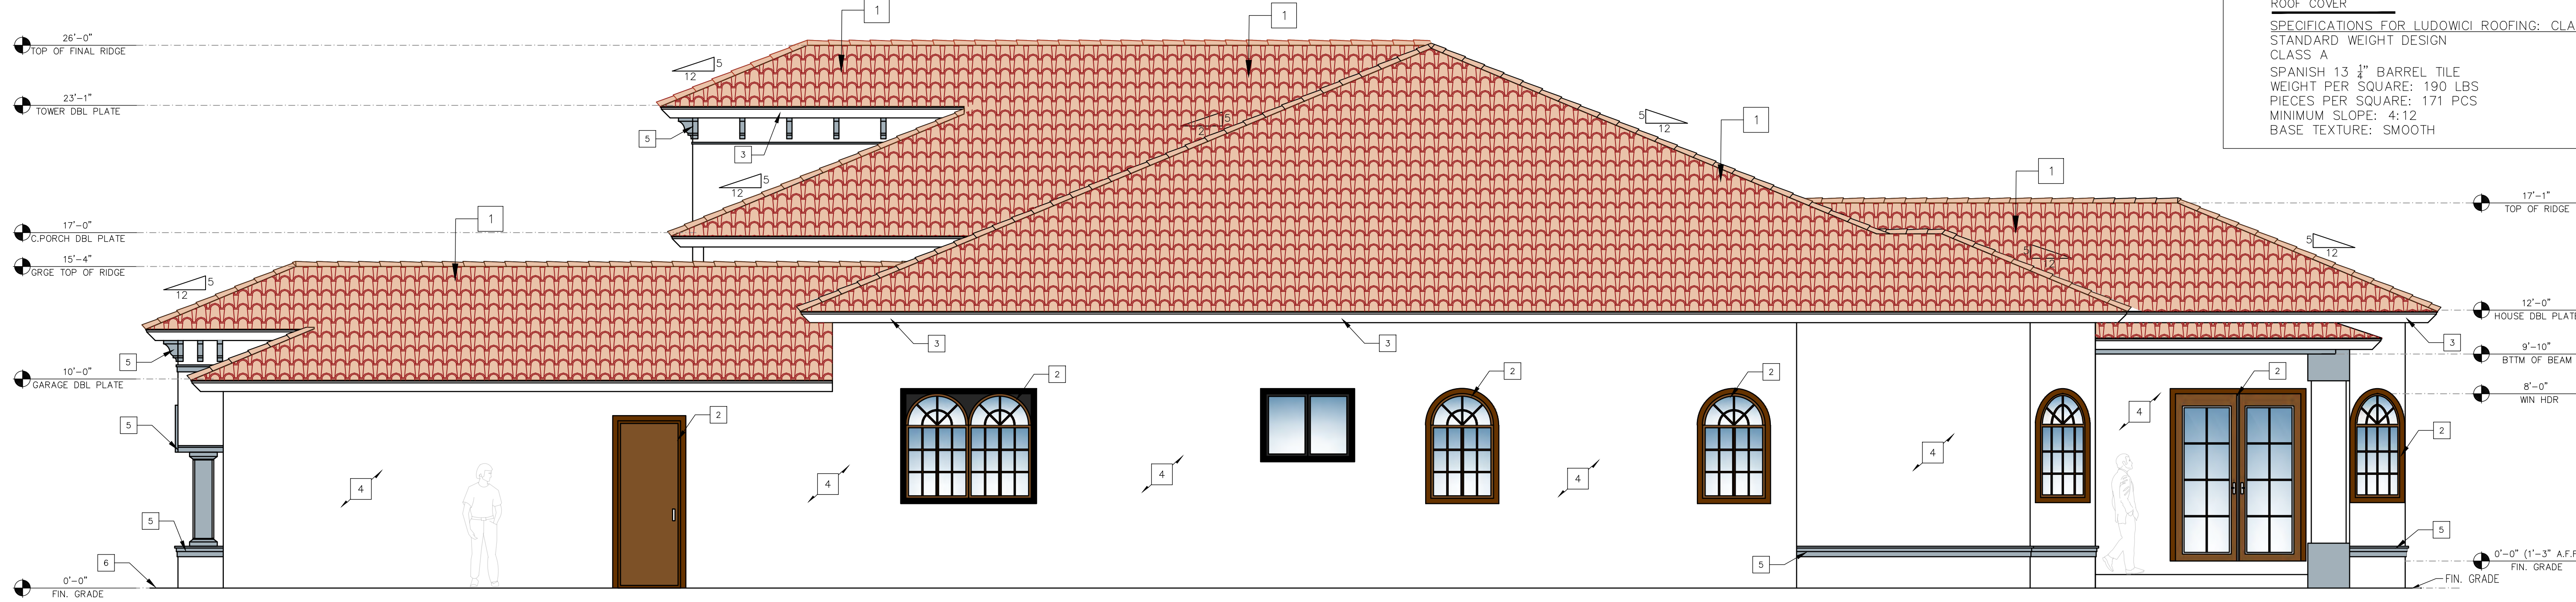 ROOF COVER
SPECIFICATIONS FOR LUDOWICI ROOFING: CLA
STANDARD WEIGHT DESIGN
CLASS A
SPANISH 13 1/4" BARREL TILE
WEIGHT PER SQUARE: 190 LBS
PIECES PER SQUARE: 171 PCS
MINIMUM SLOPE: 4:12
BASE TEXTURE: SMOOTH
1
1
26'-0"
TOP OF FINAL RIDGE
5
12
23'-1"
TOWER DBL PLATE
5
3
5
2
5
12
1
5
12
1
17'-0"
C.PORCH DBL PLATE
1
17'-1"
TOP OF RIDGE
15'-4"
GRGE TOP OF RIDGE
5
12
5
12
5
12
12'-0"
HOUSE DBL PLATE
3
3
3
5
9'-10"
BTTM OF BEAM
10'-0"
GARAGE DBL PLATE
2
2
2
2
8'-0"
WIN HDR
5
2
4
2
4
4
4
4
4
5
5
5
6
0'-0" (1'-3" A.F.F
FIN. GRADE
0'-0"
FIN. GRADE
FIN. GRADE